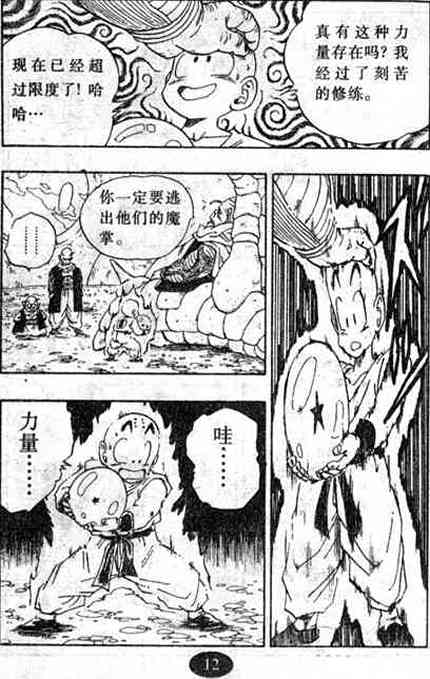 真有这种力
量存在吗？我
经过了刻苦
的修练。
现在已经超
过限度了！哈
哈…
你一定要逃
出他们的魔
掌。
………
哇……
力量……
12